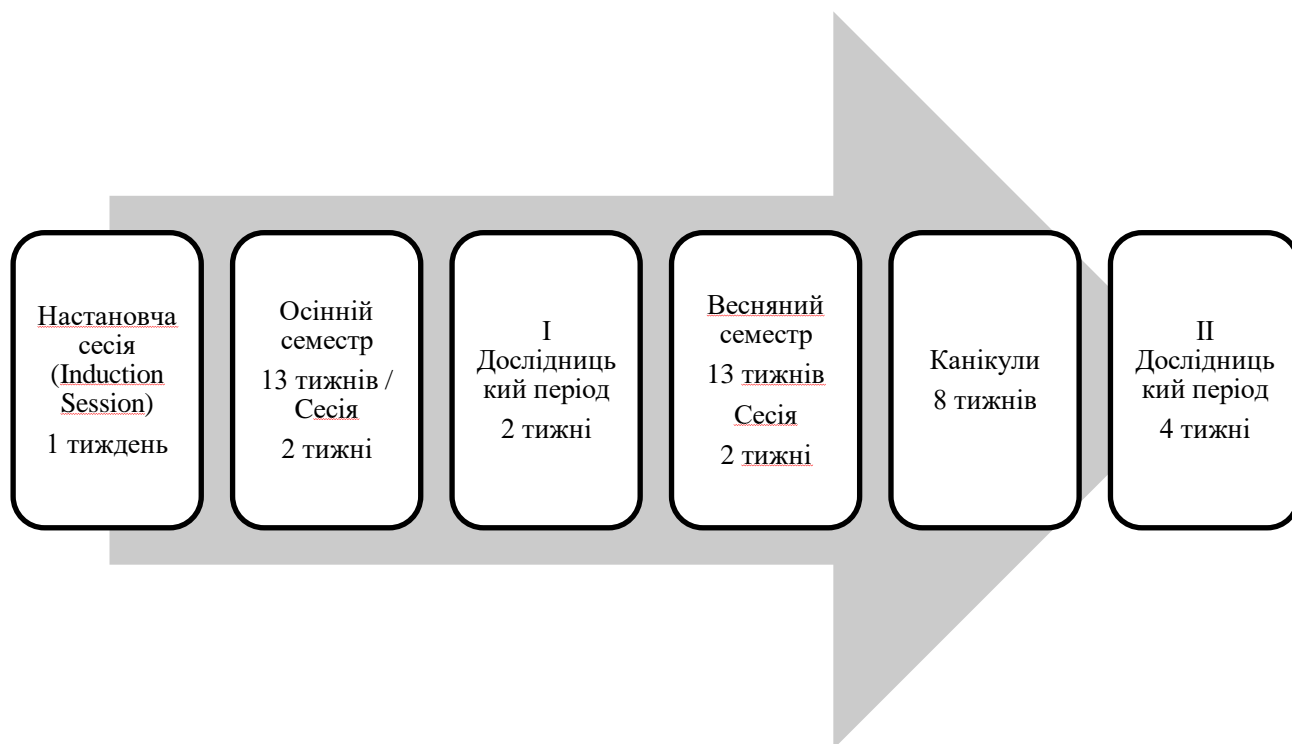 Настановча
сесія
(Induction
Session)
1 тиждень
Осінній
семестр
13 тижнів /
Сесія
2 тижні
I
Дослідниць
кий період
2 тижні
Весняний
семестр
13 тижнів
Сесія
2 тижні
Канікули
8 тижнів
II
Дослідниць
кий період
4 тижні